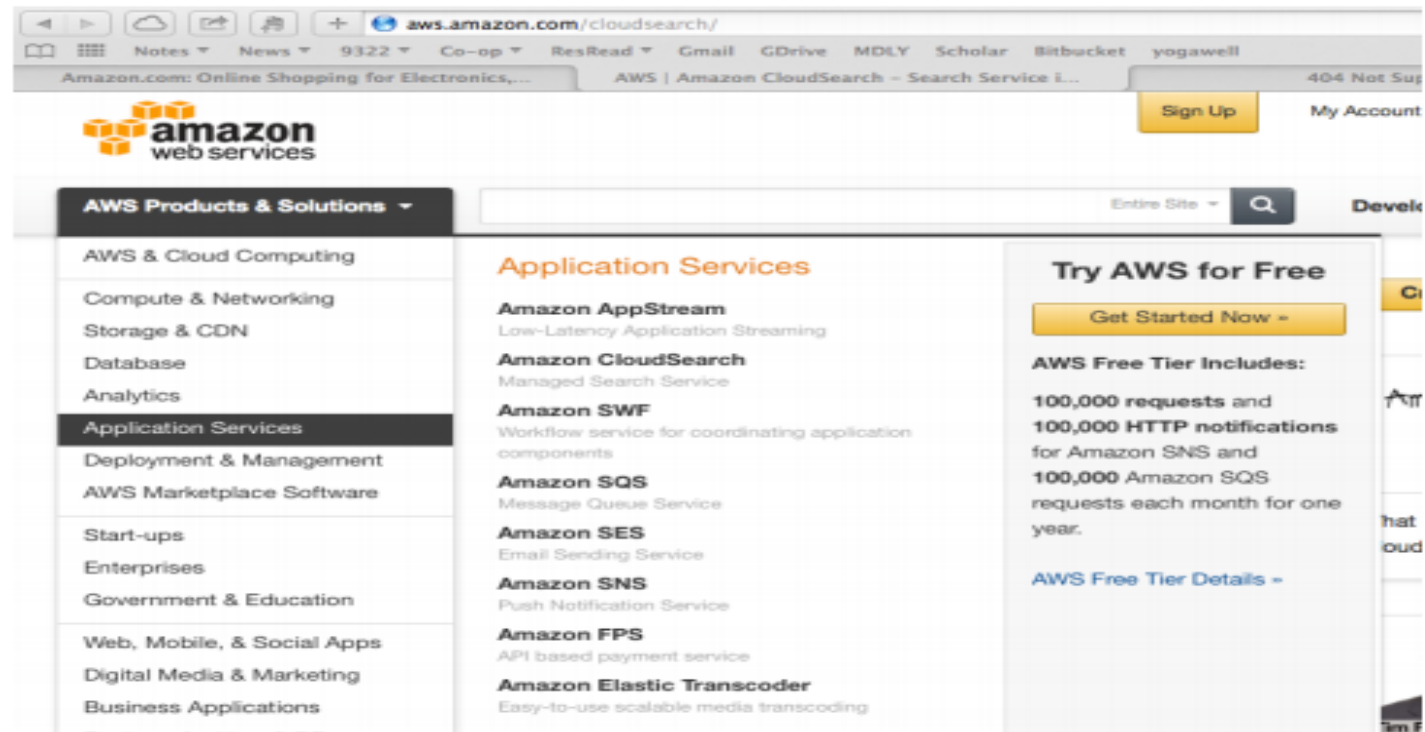 aws.amazon.com/cloudsearch/
Notes News 9322 Co-op ResRead Gmail GDrive MDLY Scholar Bitbucket yogawell
Amazon.com: Online Shopping for Electronics,... AWS | Amazon CloudSearch – Search Service i... 404 Not Sup
amazon
web services
Sign Up My Account
AWS Products & Solutions
Entire Site
Develo
AWS & Cloud Computing
Compute & Networking
Storage & CDN
Database
Analytics
Application Services
Deployment & Management
AWS Marketplace Software
Start-ups
Enterprises
Government & Education
Web, Mobile, & Social Apps
Digital Media & Marketing
Business Applications
Application Services
Amazon AppStream
Low-Latency Application Streaming
Amazon CloudSearch
Managed Search Service
Amazon SWF
Workflow service for coordinating application
components
Amazon SQS
Message Queue Service
Amazon SES
Email Sending Service
Amazon SNS
Push Notification Service
Amazon FPS
API based payment service
Amazon Elastic Transcoder
Easy-to-use scalable media transcoding
Try AWS for Free
Get Started Now »
AWS Free Tier Includes:
100,000 requests and
100,000 HTTP notifications
for Amazon SNS and
100,000 Amazon SQS
requests each month for one
year.
AWS Free Tier Details »
hat
oud